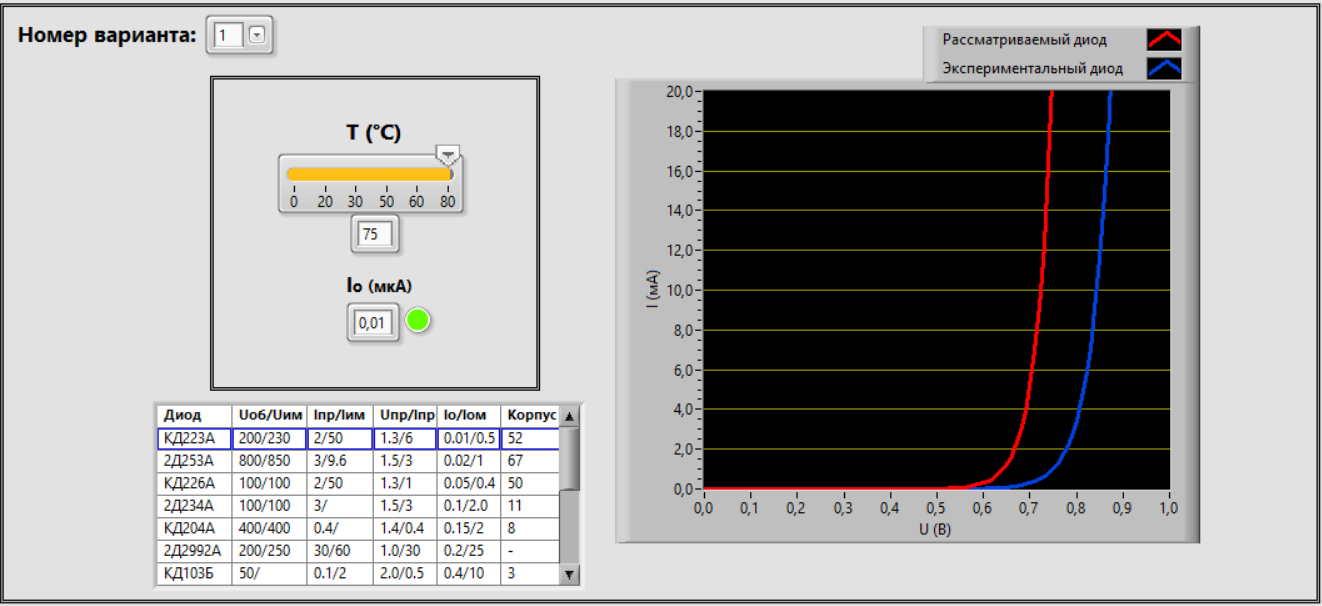 Номер варианта: 1
T (°C)
0 20 30 50 60 80
75
Io (мкА)
0,01
Диод Uоб/Uим Iпр/Iим Uпр/Iпр Iо/Iом Корпус
КД223А 200/230 2/50 1.3/6 0.01/0.5 52
2Д253А 800/850 3/9.6 1.5/3 0.02/1 67
КД226А 100/100 2/50 1.3/1 0.05/0.4 50
2Д234А 100/100 3/ 1.5/3 0.1/2.0 11
КД204А 400/400 0.4/ 1.4/0.4 0.15/2 8
2Д2992А 200/250 30/60 1.0/30 0.2/25 -
КД103Б 50/ 0.1/2 2.0/0.5 0.4/10 3
Рассматриваемый диод
Экспериментальный диод
20,0
18,0
16,0
14,0
12,0
10,0
8,0
6,0
4,0
2,0
0,0
I (мА)
0,0 0,1 0,2 0,3 0,4 0,5 0,6 0,7 0,8 0,9 1,0
U (В)